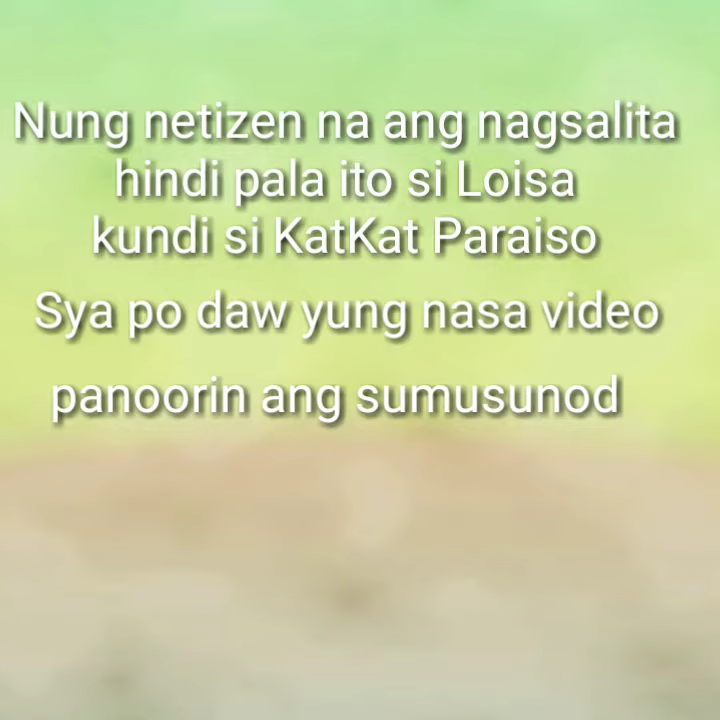 Nung netizen na ang nagsalita
hindi pala ito si Loisa
kundi si KatKat Paraiso
Sya po daw yung nasa video
panoorin ang sumusunod